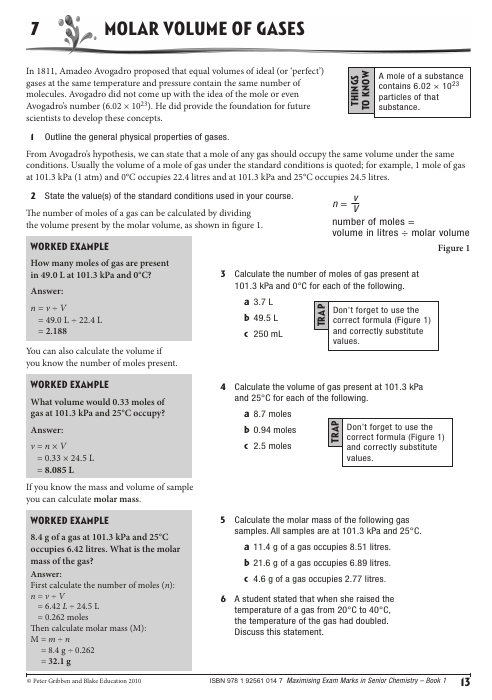 7 MOLAR VOLUME OF GASES
In 1811, Amadeo Avogadro proposed that equal volumes of ideal (or 'perfect')
gases at the same temperature and pressure contain the same number of
molecules. Avogadro did not come up with the idea of the mole or even
Avogadro's number (6.02 × 10²³). He did provide the foundation for future
scientists to develop these concepts.
THINGS
TO KNOW
A mole of a substance
contains 6.02 × 10²³
particles of that
substance.
1 Outline the general physical properties of gases.
From Avogadro's hypothesis, we can state that a mole of any gas should occupy the same volume under the same
conditions. Usually the volume of a mole of gas under the standard conditions is quoted; for example, 1 mole of gas
at 101.3 kPa (1 atm) and 0°C occupies 22.4 litres and at 101.3 kPa and 25°C occupies 24.5 litres.
2 State the value(s) of the standard conditions used in your course.
The number of moles of a gas can be calculated by dividing
the volume present by the molar volume, as shown in figure 1.
n = v/V
number of moles =
volume in litres ÷ molar volume
Figure 1
WORKED EXAMPLE
How many moles of gas are present
in 49.0 L at 101.3 kPa and 0°C?
Answer:
n = v ÷ V
= 49.0 L ÷ 22.4 L
= 2.188
You can also calculate the volume if
you know the number of moles present.
3 Calculate the number of moles of gas present at
101.3 kPa and 0°C for each of the following.
a 3.7 L
b 49.5 L
c 250 mL
TRAP
Don't forget to use the
correct formula (Figure 1)
and correctly substitute
values.
WORKED EXAMPLE
What volume would 0.33 moles of
gas at 101.3 kPa and 25°C occupy?
Answer:
v = n × V
= 0.33 × 24.5 L
= 8.085 L
If you know the mass and volume of sample
you can calculate molar mass.
4 Calculate the volume of gas present at 101.3 kPa
and 25°C for each of the following.
a 8.7 moles
b 0.94 moles
c 2.5 moles
TRAP
Don't forget to use the
correct formula (Figure 1)
and correctly substitute
values.
WORKED EXAMPLE
8.4 g of a gas at 101.3 kPa and 25°C
occupies 6.42 litres. What is the molar
mass of the gas?
Answer:
First calculate the number of moles (n):
n = v ÷ V
= 6.42 L ÷ 24.5 L
= 0.262 moles
Then calculate molar mass (M):
M = m ÷ n
= 8.4 g ÷ 0.262
= 32.1 g
5 Calculate the molar mass of the following gas
samples. All samples are at 101.3 kPa and 25°C.
a 11.4 g of a gas occupies 8.51 litres.
b 21.6 g of a gas occupies 6.89 litres.
c 4.6 g of a gas occupies 2.77 litres.
6 A student stated that when she raised the
temperature of a gas from 20°C to 40°C,
the temperature of the gas had doubled.
Discuss this statement.
© Peter Gribben and Blake Education 2010 ISBN 978 1 92561 014 7 Maximising Exam Marks in Senior Chemistry – Book 1 13